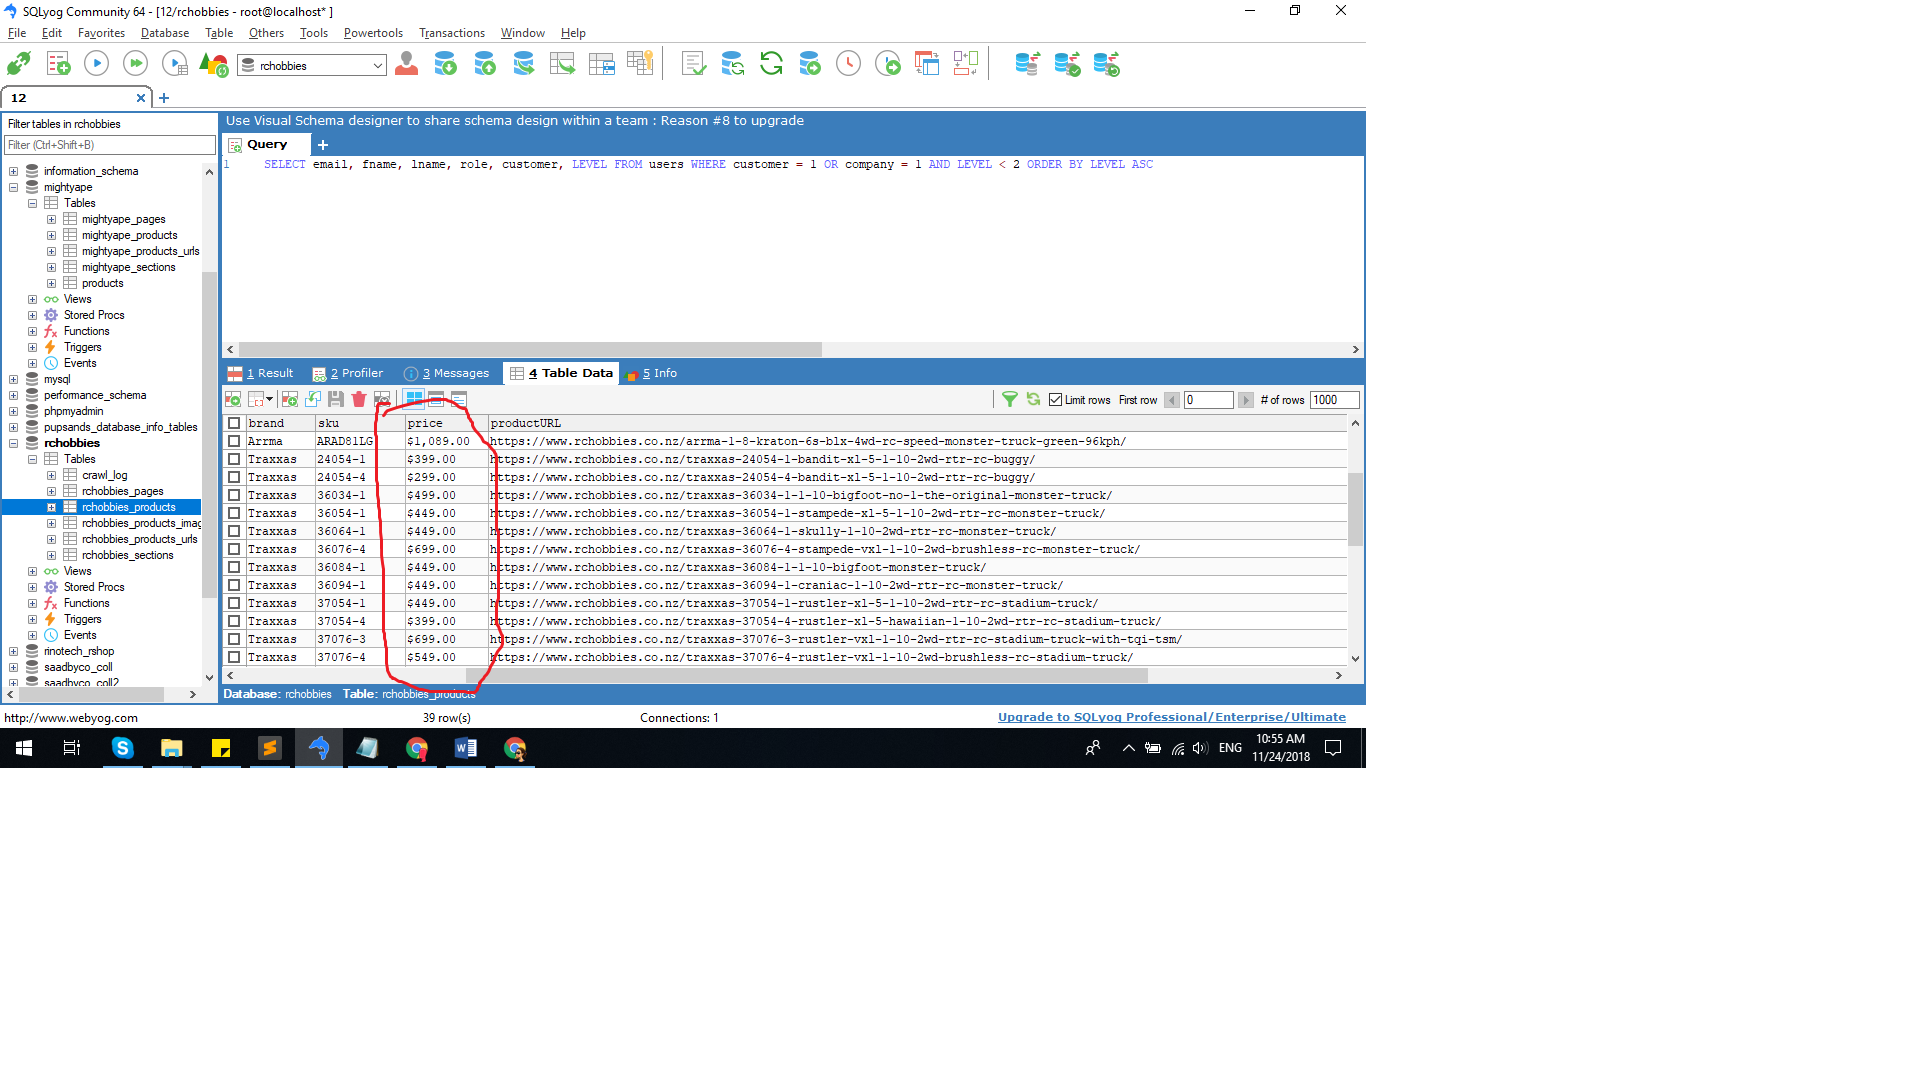 SQLyog Community 64 - [12/rchobbies - root@localhost* ]
File Edit Favorites Database Table Others Tools Powertools Transactions Window Help
rchobbies
12
Filter tables in rchobbies
Filter (Ctrl+Shift+B)
information_schema
mightyape
Tables
mightyape_pages
mightyape_products
mightyape_products_urls
mightyape_sections
products
Views
Stored Procs
Functions
Triggers
Events
mysql
performance_schema
phpmyadmin
pupsands_database_info_tables
rchobbies
Tables
crawl_log
rchobbies_pages
rchobbies_products
rchobbies_products_imag
rchobbies_products_urls
rchobbies_sections
Views
Stored Procs
Functions
Triggers
Events
rinotech_rshop
saadbyco_coll
saadbyco_coll2
Use Visual Schema designer to share schema design within a team : Reason #8 to upgrade
Query
1 SELECT email, fname, lname, role, customer, LEVEL FROM users WHERE customer = 1 OR company = 1 AND LEVEL < 2 ORDER BY LEVEL ASC
1 Result 2 Profiler 3 Messages 4 Table Data 5 Info
Limit rows First row 0 # of rows 1000
brand sku price productURL
Arrma ARAD81LG $1,089.00 https://www.rchobbies.co.nz/arrma-1-8-kraton-6s-blx-4wd-rc-speed-monster-truck-green-96kph/
Traxxas 24054-1 $399.00 https://www.rchobbies.co.nz/traxxas-24054-1-bandit-xl-5-1-10-2wd-rtr-rc-buggy/
Traxxas 24054-4 $299.00 https://www.rchobbies.co.nz/traxxas-24054-4-bandit-xl-5-1-10-2wd-rtr-rc-buggy/
Traxxas 36034-1 $499.00 https://www.rchobbies.co.nz/traxxas-36034-1-1-10-bigfoot-no-1-the-original-monster-truck/
Traxxas 36054-1 $449.00 https://www.rchobbies.co.nz/traxxas-36054-1-stampede-xl-5-1-10-2wd-rtr-rc-monster-truck/
Traxxas 36064-1 $449.00 https://www.rchobbies.co.nz/traxxas-36064-1-skully-1-10-2wd-rtr-rc-monster-truck/
Traxxas 36076-4 $699.00 https://www.rchobbies.co.nz/traxxas-36076-4-stampede-vxl-1-10-2wd-brushless-rc-monster-truck/
Traxxas 36084-1 $449.00 https://www.rchobbies.co.nz/traxxas-36084-1-1-10-bigfoot-monster-truck/
Traxxas 36094-1 $449.00 https://www.rchobbies.co.nz/traxxas-36094-1-craniac-1-10-2wd-rtr-rc-monster-truck/
Traxxas 37054-1 $449.00 https://www.rchobbies.co.nz/traxxas-37054-1-rustler-xl-5-1-10-2wd-rtr-rc-stadium-truck/
Traxxas 37054-4 $399.00 https://www.rchobbies.co.nz/traxxas-37054-4-rustler-xl-5-hawaiian-1-10-2wd-rtr-rc-stadium-truck/
Traxxas 37076-3 $699.00 https://www.rchobbies.co.nz/traxxas-37076-3-rustler-vxl-1-10-2wd-rtr-rc-stadium-truck-with-tqi-tsm/
Traxxas 37076-4 $549.00 https://www.rchobbies.co.nz/traxxas-37076-4-rustler-vxl-1-10-2wd-brushless-rc-stadium-truck/
Database: rchobbies Table: rchobbies_products
http://www.webyog.com 39 row(s) Connections: 1 Upgrade to SQLyog Professional/Enterprise/Ultimate
ENG
10:55 AM
11/24/2018